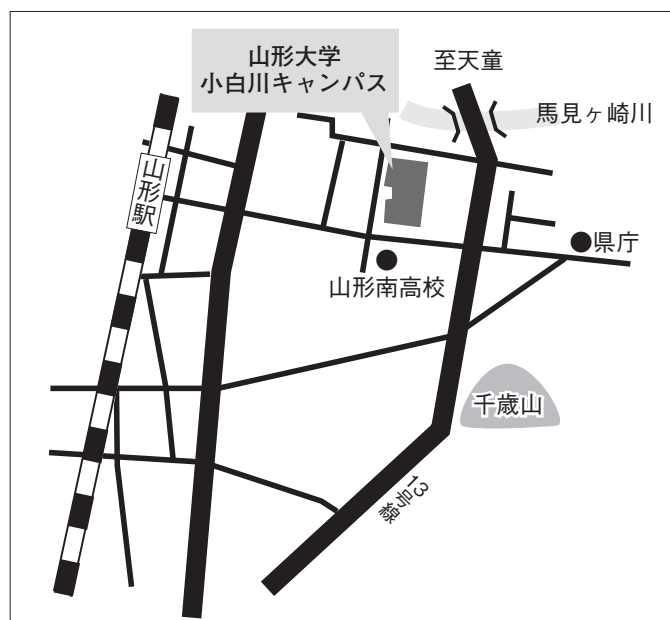 山形大学
小白川キャンパス
至天童
馬見ヶ崎川
山形駅
県庁
山形南高校
千歳山
13号線